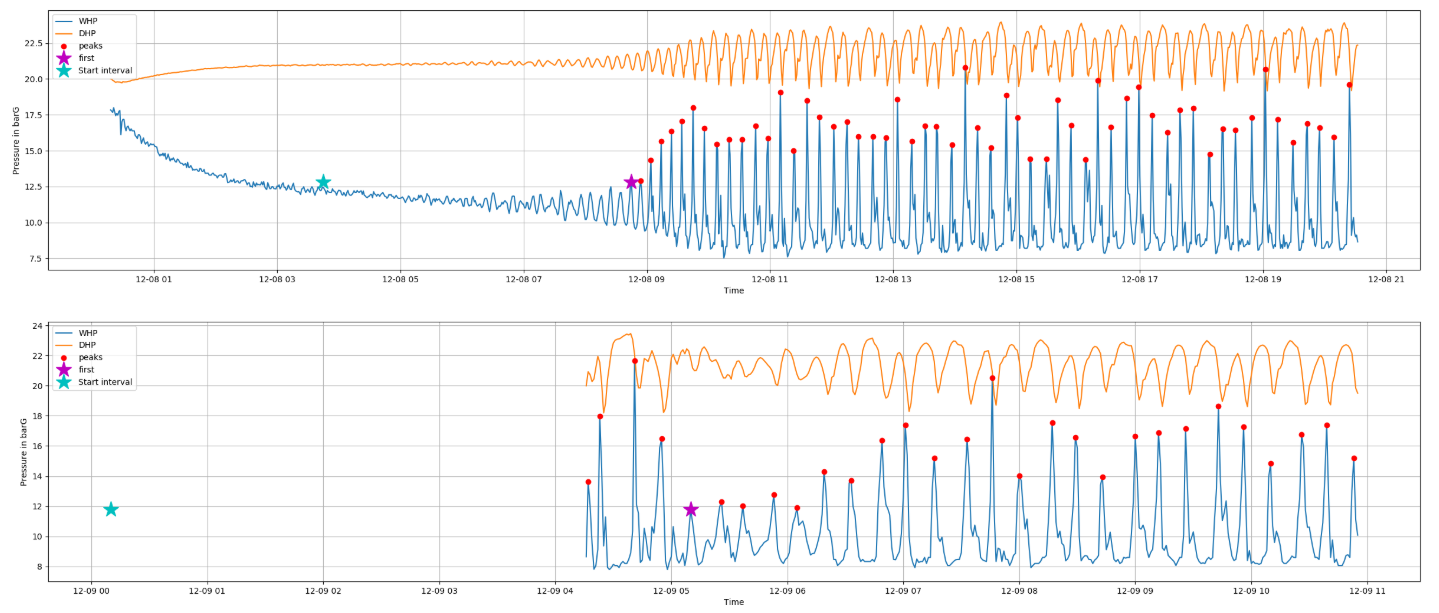 WHP
DHP
peaks
first
Start interval
Pressure in barG
22.5
20.0
17.5
15.0
12.5
10.0
7.5
12-08 01 12-08 03 12-08 05 12-08 07 12-08 09 12-08 11 12-08 13 12-08 15 12-08 17 12-08 19 12-08 21
Time
WHP
DHP
peaks
first
Start interval
Pressure in barG
24
22
20
18
16
14
12
10
8
12-09 00 12-09 01 12-09 02 12-09 03 12-09 04 12-09 05 12-09 06 12-09 07 12-09 08 12-09 09 12-09 10 12-09 11
Time